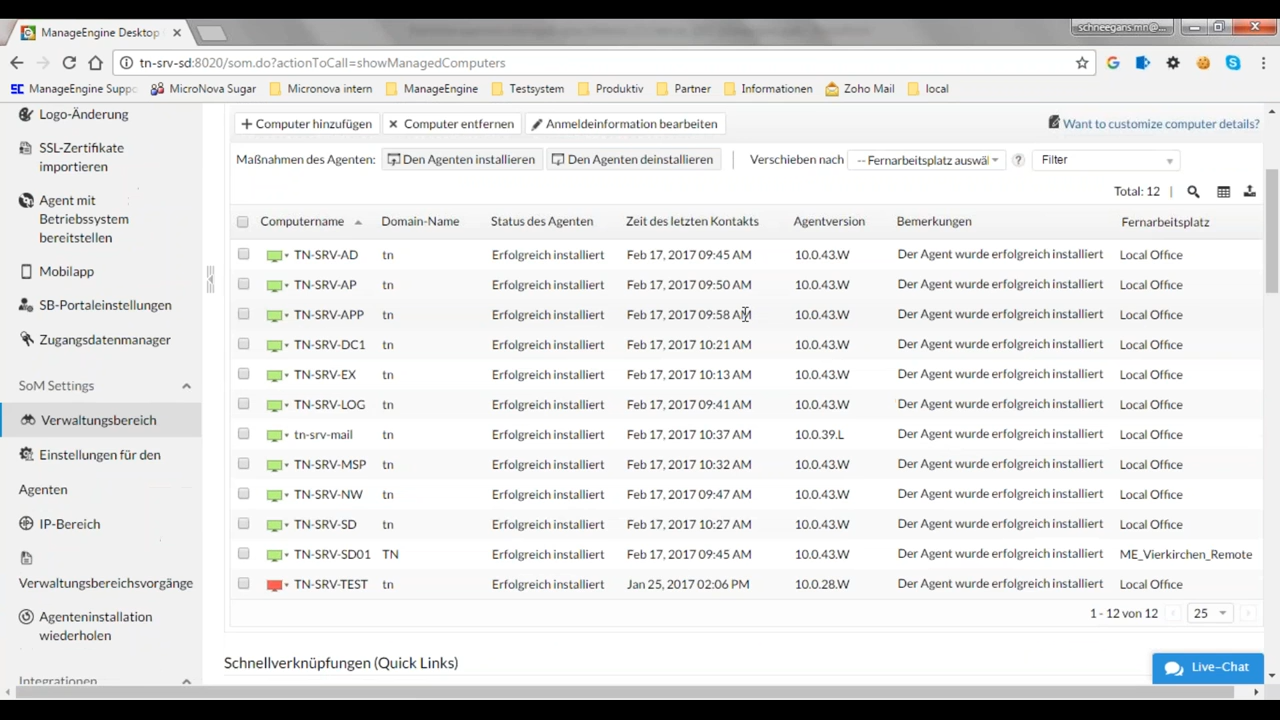 ManageEngine Desktop
schneegans.mn@...
tn-srv-sd:8020/som.do?actionToCall=showManagedComputers
ManageEngine Suppo
MicroNova Sugar
Micronova intern
ManageEngine
Testsystem
Produktiv
Partner
Informationen
Zoho Mail
local
Logo-Änderung
SSL-Zertifikate
importieren
Agent mit
Betriebssystem
bereitstellen
Mobilapp
SB-Portaleinstellungen
Zugangsdatenmanager
SoM Settings
Verwaltungsbereich
Einstellungen für den
Agenten
IP-Bereich
Verwaltungsbereichsvorgänge
Agenteninstallation
wiederholen
Integrationen
+ Computer hinzufügen
× Computer entfernen
Anmeldeinformation bearbeiten
Want to customize computer details?
Maßnahmen des Agenten:
Den Agenten installieren
Den Agenten deinstallieren
Verschieben nach
-- Fernarbeitsplatz auswäl
?
Filter
Total: 12 |
Computername Domain-Name Status des Agenten Zeit des letzten Kontakts Agentversion Bemerkungen Fernarbeitsplatz
TN-SRV-AD tn Erfolgreich installiert Feb 17, 2017 09:45 AM 10.0.43.W Der Agent wurde erfolgreich installiert Local Office
TN-SRV-AP tn Erfolgreich installiert Feb 17, 2017 09:50 AM 10.0.43.W Der Agent wurde erfolgreich installiert Local Office
TN-SRV-APP tn Erfolgreich installiert Feb 17, 2017 09:58 AM 10.0.43.W Der Agent wurde erfolgreich installiert Local Office
TN-SRV-DC1 tn Erfolgreich installiert Feb 17, 2017 10:21 AM 10.0.43.W Der Agent wurde erfolgreich installiert Local Office
TN-SRV-EX tn Erfolgreich installiert Feb 17, 2017 10:13 AM 10.0.43.W Der Agent wurde erfolgreich installiert Local Office
TN-SRV-LOG tn Erfolgreich installiert Feb 17, 2017 09:41 AM 10.0.43.W Der Agent wurde erfolgreich installiert Local Office
tn-srv-mail tn Erfolgreich installiert Feb 17, 2017 10:37 AM 10.0.39.L Der Agent wurde erfolgreich installiert Local Office
TN-SRV-MSP tn Erfolgreich installiert Feb 17, 2017 10:32 AM 10.0.43.W Der Agent wurde erfolgreich installiert Local Office
TN-SRV-NW tn Erfolgreich installiert Feb 17, 2017 09:47 AM 10.0.43.W Der Agent wurde erfolgreich installiert Local Office
TN-SRV-SD tn Erfolgreich installiert Feb 17, 2017 10:27 AM 10.0.43.W Der Agent wurde erfolgreich installiert Local Office
TN-SRV-SD01 TN Erfolgreich installiert Feb 17, 2017 09:45 AM 10.0.43.W Der Agent wurde erfolgreich installiert ME_Vierkirchen_Remote
TN-SRV-TEST tn Erfolgreich installiert Jan 25, 2017 02:06 PM 10.0.28.W Der Agent wurde erfolgreich installiert Local Office
1 - 12 von 12
25
Schnellverknüpfungen (Quick Links)
Live-Chat